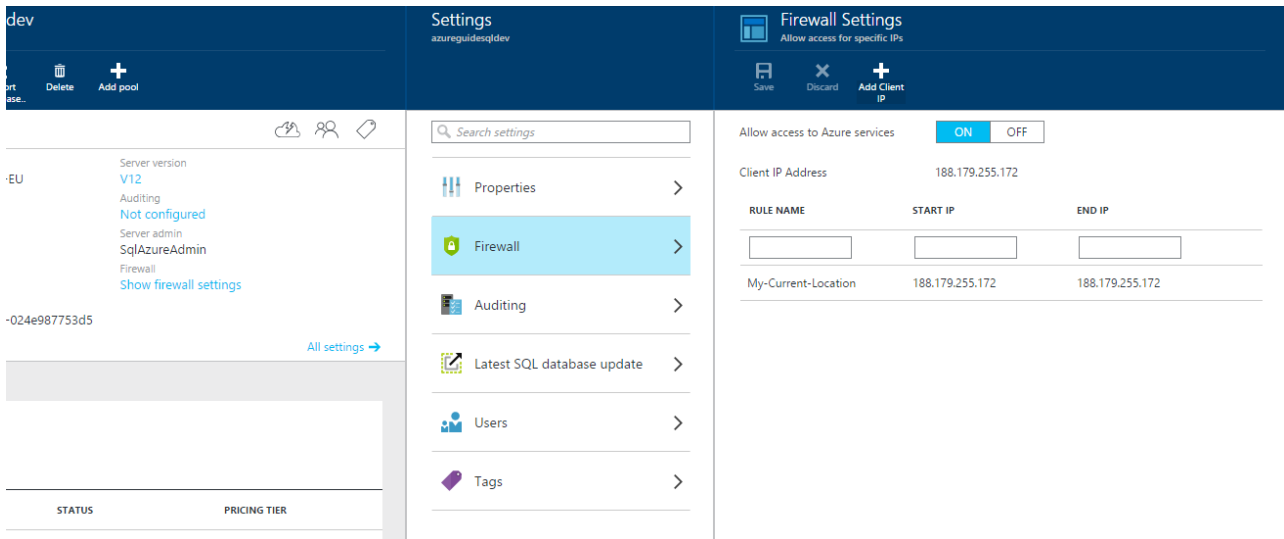 dev
ort
ase..
Delete
Add pool
-EU
Server version
V12
Auditing
Not configured
Server admin
SqlAzureAdmin
Firewall
Show firewall settings
-024e987753d5
All settings →
STATUS PRICING TIER
Settings
azureguidesqldev
Search settings
Properties
Firewall
Auditing
Latest SQL database update
Users
Tags
Firewall Settings
Allow access for specific IPs
Save
Discard
Add Client
IP
Allow access to Azure services ON OFF
Client IP Address 188.179.255.172
RULE NAME START IP END IP
My-Current-Location 188.179.255.172 188.179.255.172